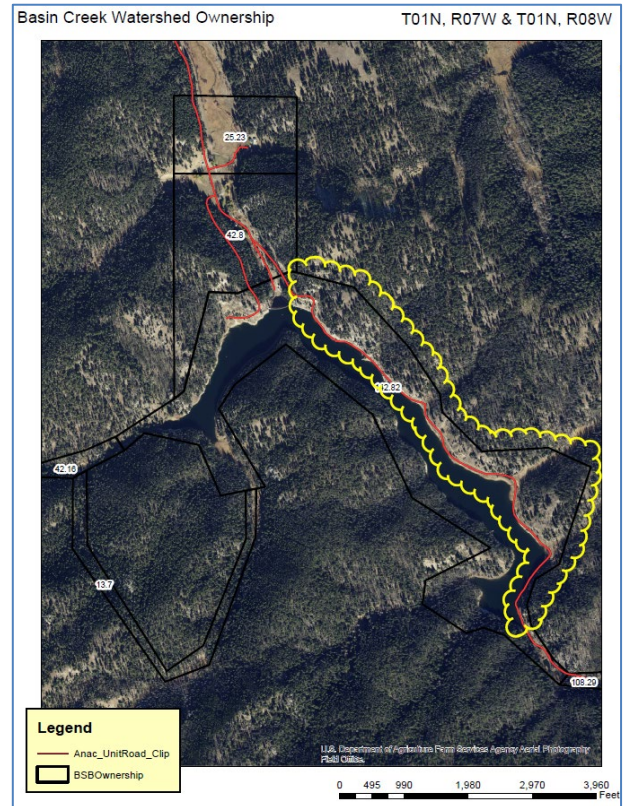 Basin Creek Watershed Ownership
T01N, R07W & T01N, R08W
25.23
42.8
42.16
13.7
108.29
Legend
Anac_UnitRoad_Clip
BSBOwnership
U.S. Department of Agriculture Farm Services Agency Aerial Photography
Field Office.
0 495 990 1,980 2,970 3,960
Feet